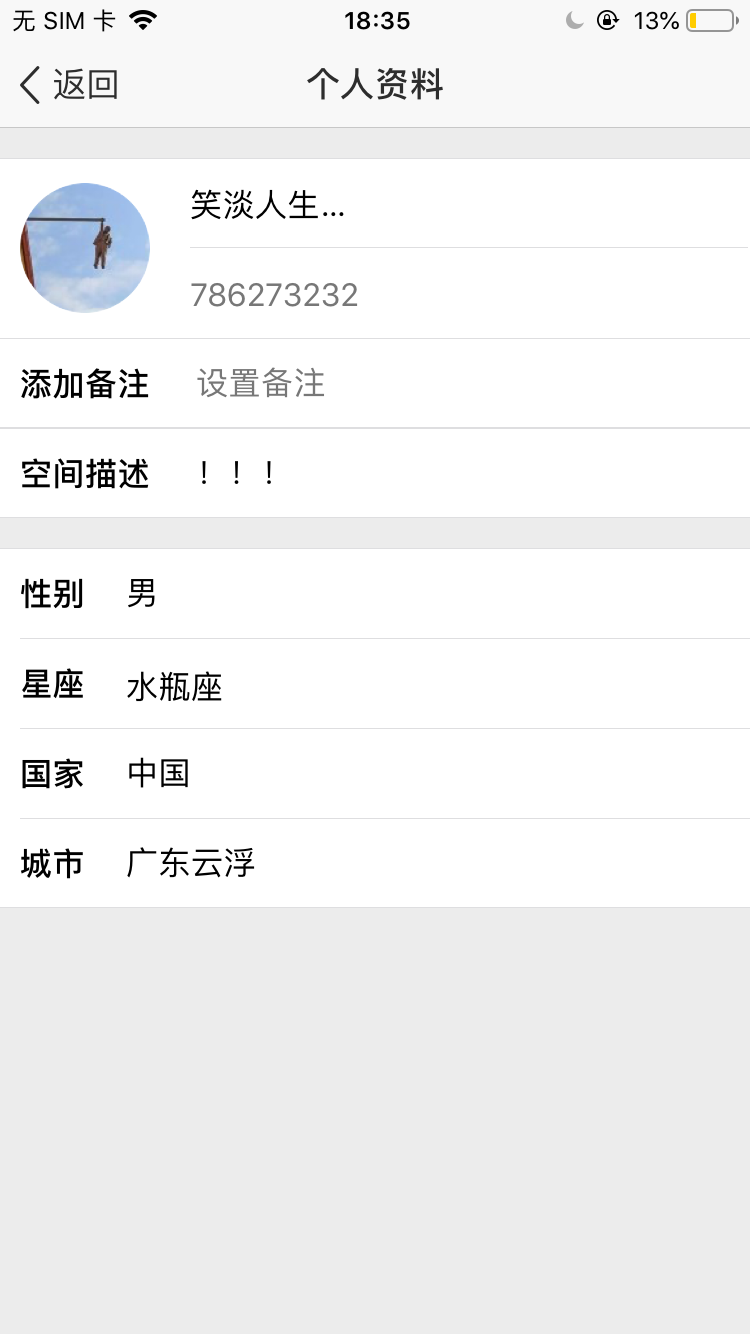 无 SIM 卡 18:35 13%
返回 个人资料
笑淡人生...
786273232
添加备注 设置备注
空间描述 ！！！
性别 男
星座 水瓶座
国家 中国
城市 广东云浮